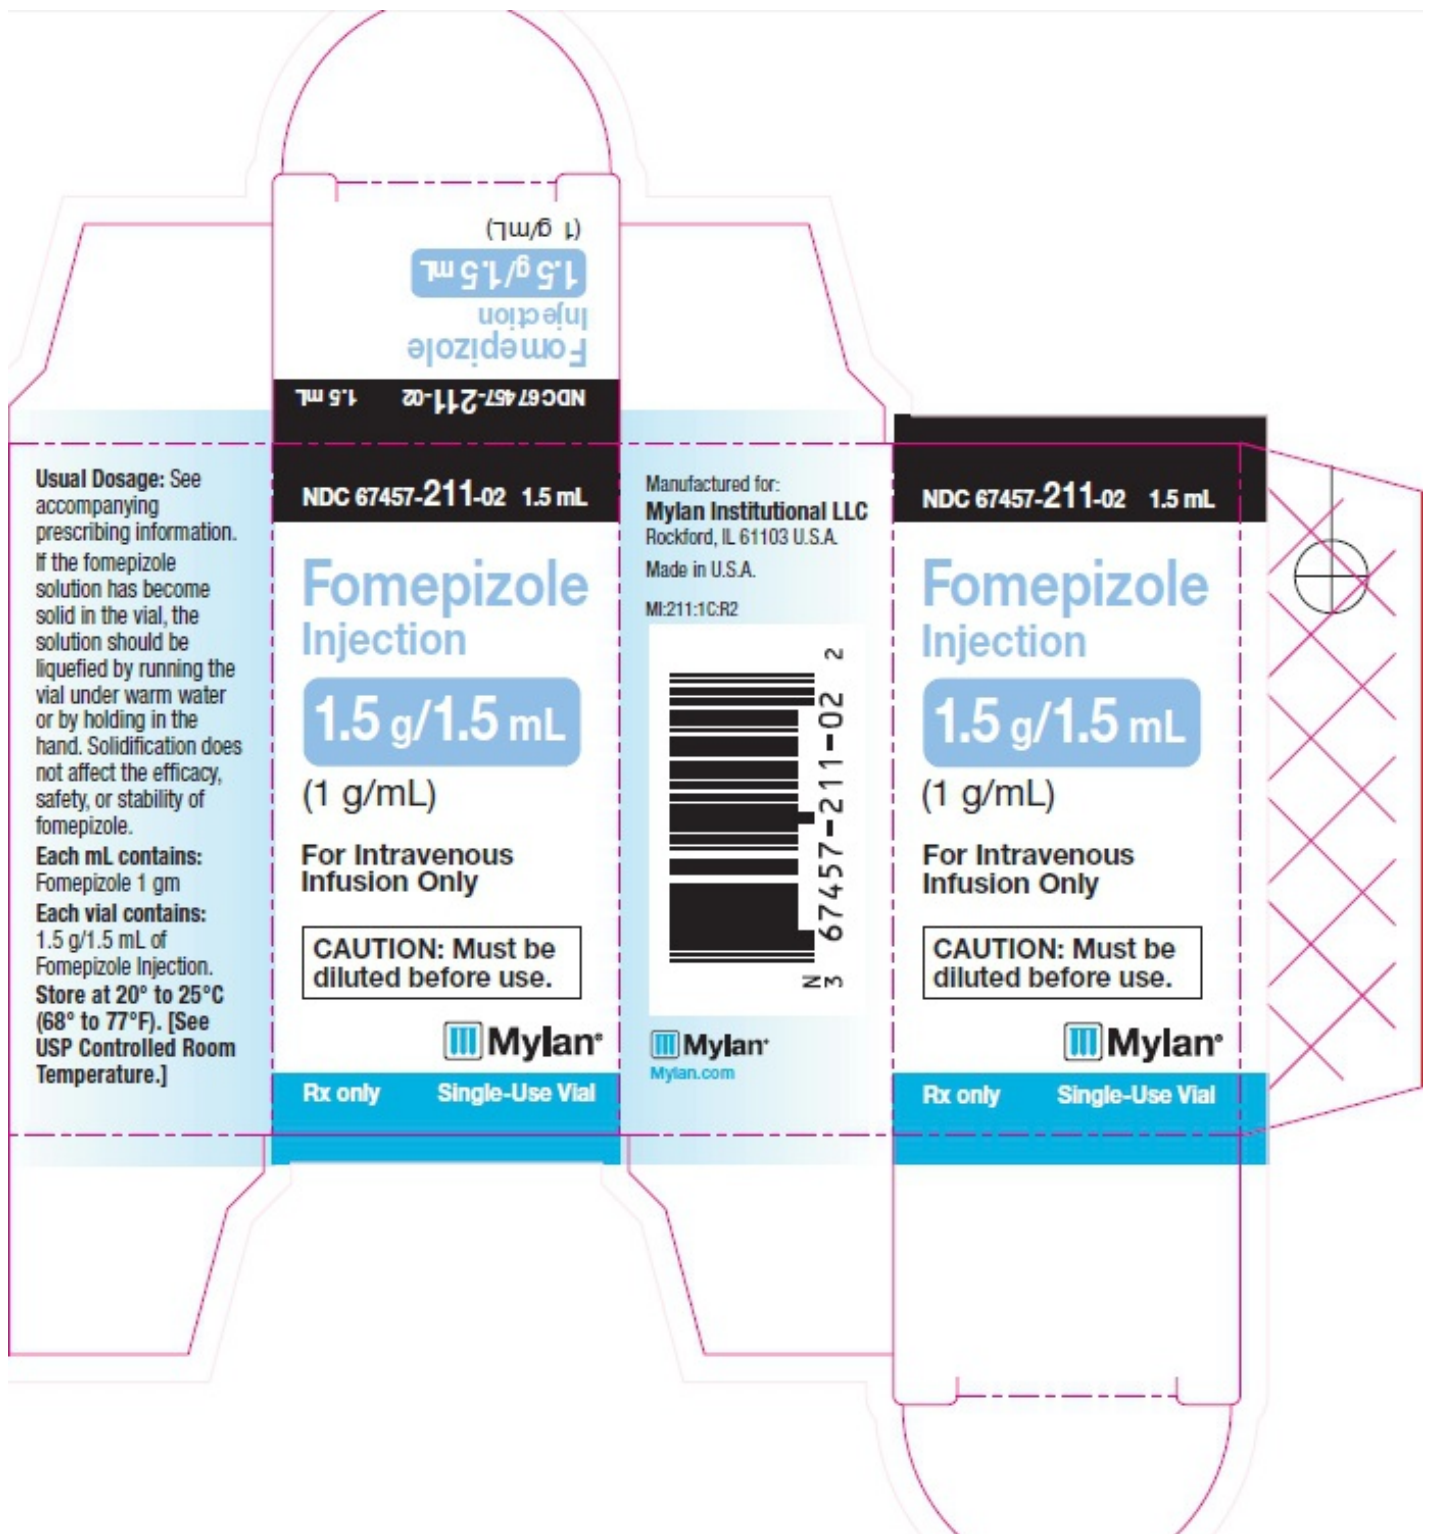 (1 g/mL)
1.5 g/1.5 mL
Injection
Fomepizole
NDC 67457-211-02 1.5 mL
Usual Dosage: See
accompanying
prescribing information.
If the fomepizole
solution has become
solid in the vial, the
solution should be
liquefied by running the
vial under warm water
or by holding in the
hand. Solidification does
not affect the efficacy,
safety, or stability of
fomepizole.
Each mL contains:
Fomepizole 1 gm
Each vial contains:
1.5 g/1.5 mL of
Fomepizole Injection.
Store at 20° to 25°C
(68° to 77°F). [See
USP Controlled Room
Temperature.]
NDC 67457-211-02 1.5 mL
Fomepizole
Injection
1.5 g/1.5 mL
(1 g/mL)
For Intravenous
Infusion Only
CAUTION: Must be
diluted before use.
Mylan®
Rx only Single-Use Vial
Manufactured for:
Mylan Institutional LLC
Rockford, IL 61103 U.S.A.
Made in U.S.A.
MI:211:1C:R2
N
3 67457-211-02 2
Mylan®
Mylan.com
NDC 67457-211-02 1.5 mL
Fomepizole
Injection
1.5 g/1.5 mL
(1 g/mL)
For Intravenous
Infusion Only
CAUTION: Must be
diluted before use.
Mylan®
Rx only Single-Use Vial